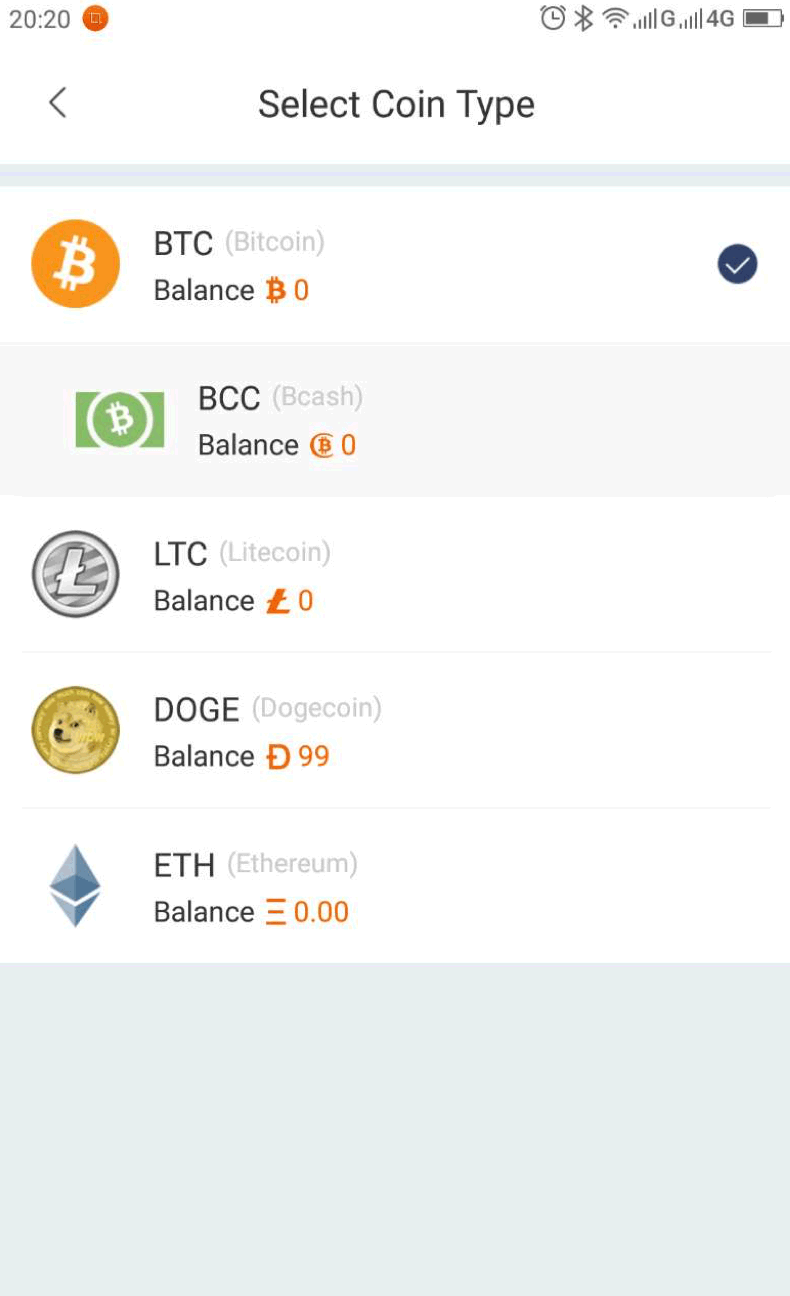 20:20 G 4G
Select Coin Type
BTC (Bitcoin)
Balance ₿ 0
BCC (Bcash)
Balance ₿ 0
LTC (Litecoin)
Balance Ł 0
DOGE (Dogecoin)
Balance Ð 99
ETH (Ethereum)
Balance Ξ 0.00